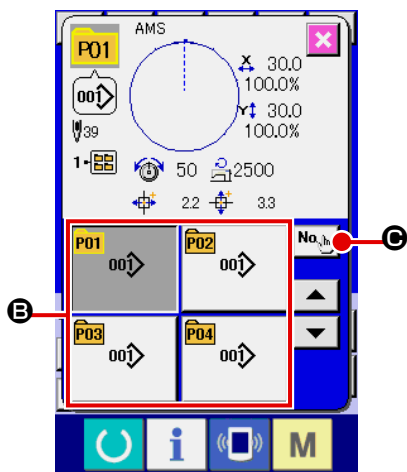 AMS
P01
X 30.0
100.0%
001
Y 30.0
100.0%
39
1-
50 2500
2.2 3.3
No.
C
P01 P02
001 001
B
P03 P04
001 001
i M